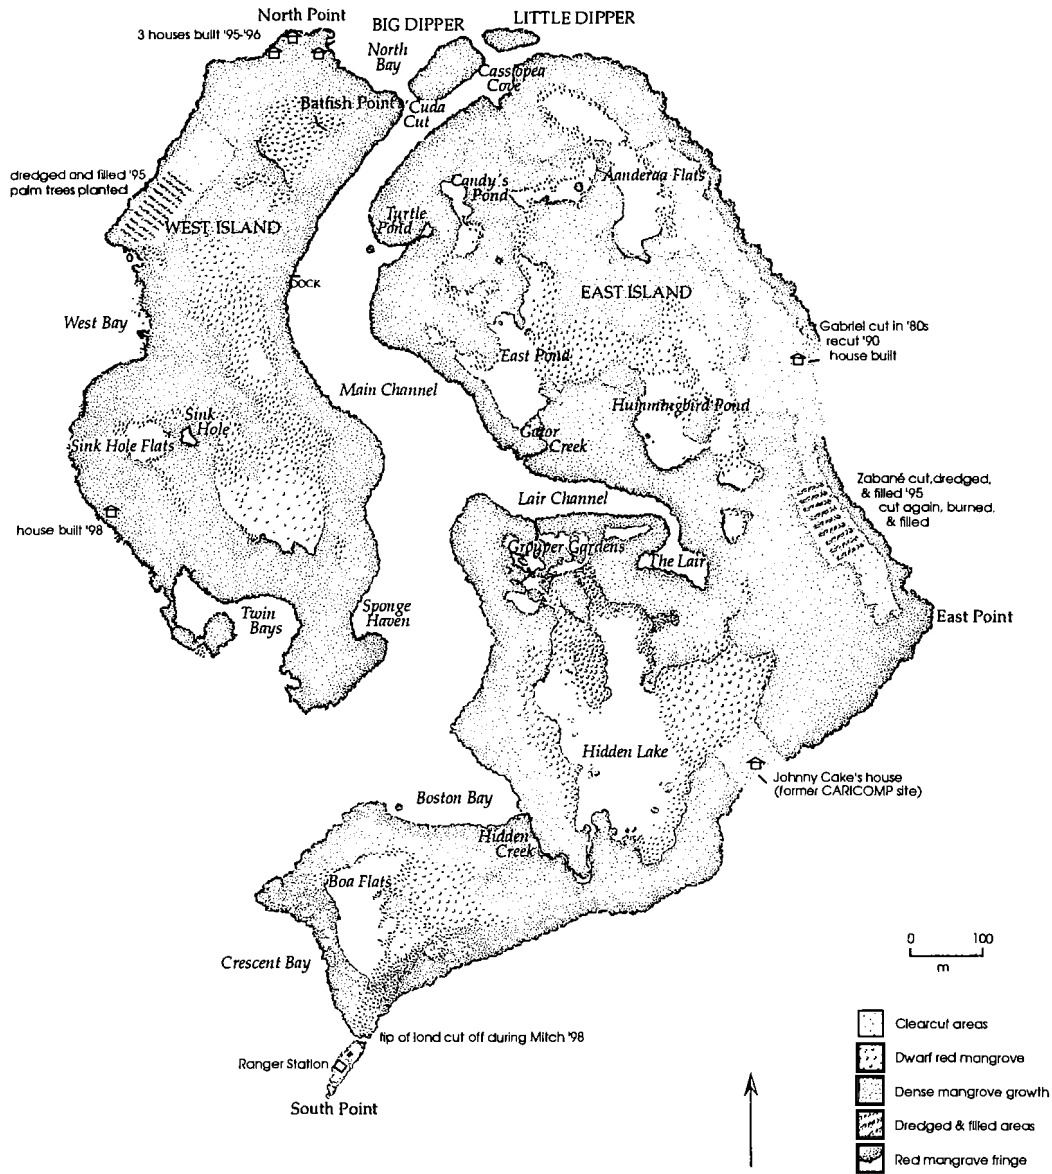 North Point
BIG DIPPER
LITTLE DIPPER
3 houses built '95-'96
North
Bay
Cassiopea
Cove
Batfish Point
'Cuda
Cut
dredged and filled '95
palm trees planted
Candy's
Pond
Aanderaa Flats
WEST ISLAND
Turtle
Pond
DOCK
EAST ISLAND
West Bay
Gabriel cut in '80s
recut '90
house built
East Pond
Main Channel
Hummingbird Pond
Sink
Hole
Sink Hole Flats
Gator
Creek
Zabané cut, dredged,
& filled '95
cut again, burned,
& filled
Lair Channel
house built '98
Grouper Gardens
The Lair
Twin
Bays
Sponge
Haven
East Point
Hidden Lake
Johnny Cake's house
(former CARICOMP site)
Boston Bay
Hidden
Creek
Boa Flats
Crescent Bay
0 100
m
tip of land cut off during Mitch '98
Ranger Station
South Point
Clearcut areas
Dwarf red mangrove
Dense mangrove growth
Dredged & filled areas
Red mangrove fringe